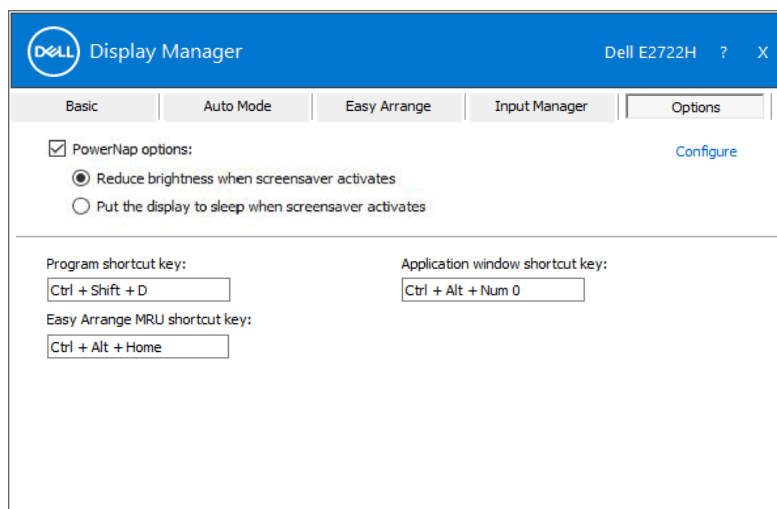 DELL Display Manager Dell E2722H ? X
Basic Auto Mode Easy Arrange Input Manager Options
PowerNap options: Configure
Reduce brightness when screensaver activates
Put the display to sleep when screensaver activates
Program shortcut key: Application window shortcut key:
Ctrl + Shift + D Ctrl + Alt + Num 0
Easy Arrange MRU shortcut key:
Ctrl + Alt + Home